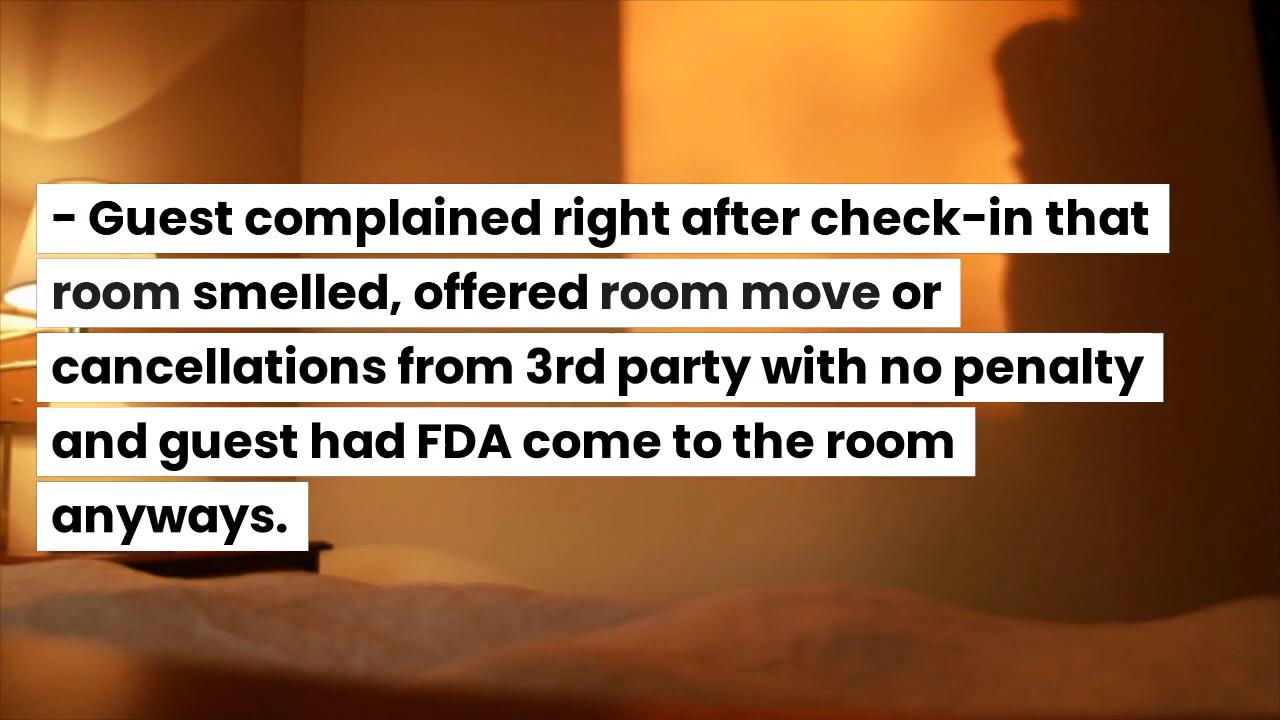 - Guest complained right after check-in that
room smelled, offered room move or
cancellations from 3rd party with no penalty
and guest had FDA come to the room
anyways.